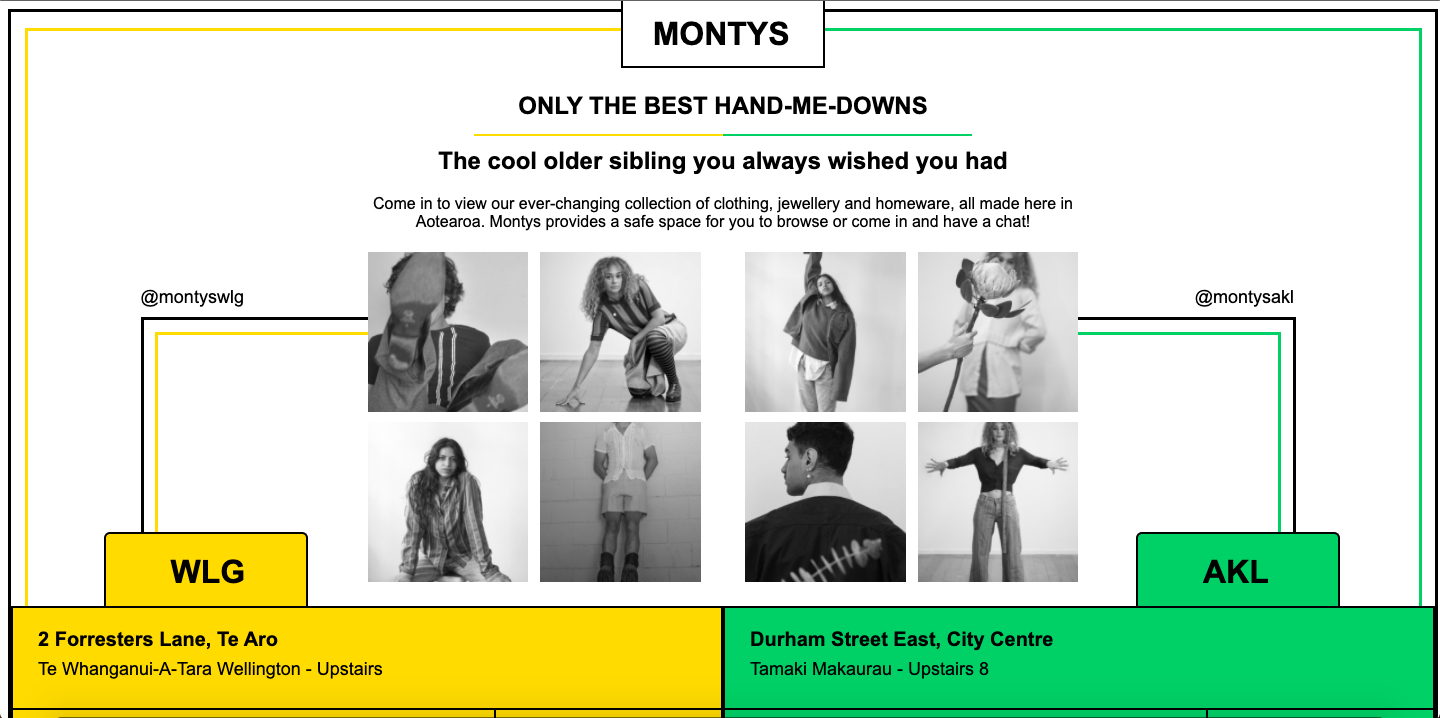 MONTYS
ONLY THE BEST HAND-ME-DOWNS
The cool older sibling you always wished you had
Come in to view our ever-changing collection of clothing, jewellery and homeware, all made here in
Aotearoa. Montys provides a safe space for you to browse or come in and have a chat!
@montyswlg
@montysakl
WLG
AKL
2 Forresters Lane, Te Aro
Te Whanganui-A-Tara Wellington - Upstairs
Durham Street East, City Centre
Tamaki Makaurau - Upstairs 8